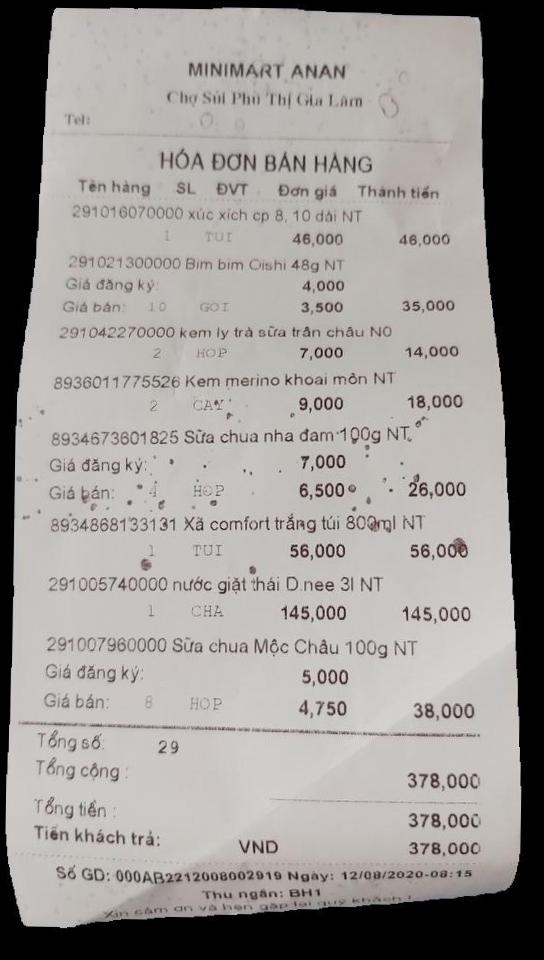 MINIMART ANAN
Chợ Sủi Phú Thị Gia Lâm
Tel:
HÓA ĐƠN BÁN HÀNG
Tên hàng SL ĐVT Đơn giá Thành tiền
291016070000 xúc xích cp 8, 10 dài NT
1 TUI 46,000 46,000
291021300000 Bim bim Oishi 48g NT
Giá đăng ký: 4,000
Giá bán: 10 GOI 3,500 35,000
291042270000 kem ly trà sữa trân châu N0
2 HOP 7,000 14,000
8936011775526 Kem merino khoai môn NT
2 CAY 9,000 18,000
8934673601825 Sữa chua nha đam 100g NT
Giá đăng ký: 7,000
Giá bán: 4 HOP 6,500 26,000
8934868133131 Xã comfort trắng túi 800ml NT
1 TUI 56,000 56,000
291005740000 nước giặt thái D.nee 3l NT
1 CHA 145,000 145,000
291007960000 Sữa chua Mộc Châu 100g NT
Giá đăng ký: 5,000
Giá bán: 8 HOP 4,750 38,000
Tổng số: 29
Tổng cộng : 378,000
Tổng tiền : 378,000
Tiền khách trả: VND 378,000
Số GD: 000AB2212008002919 Ngày: 12/08/2020-08:15
Thu ngân: BH1
Xin cảm ơn và hẹn gặp lại quý khách !